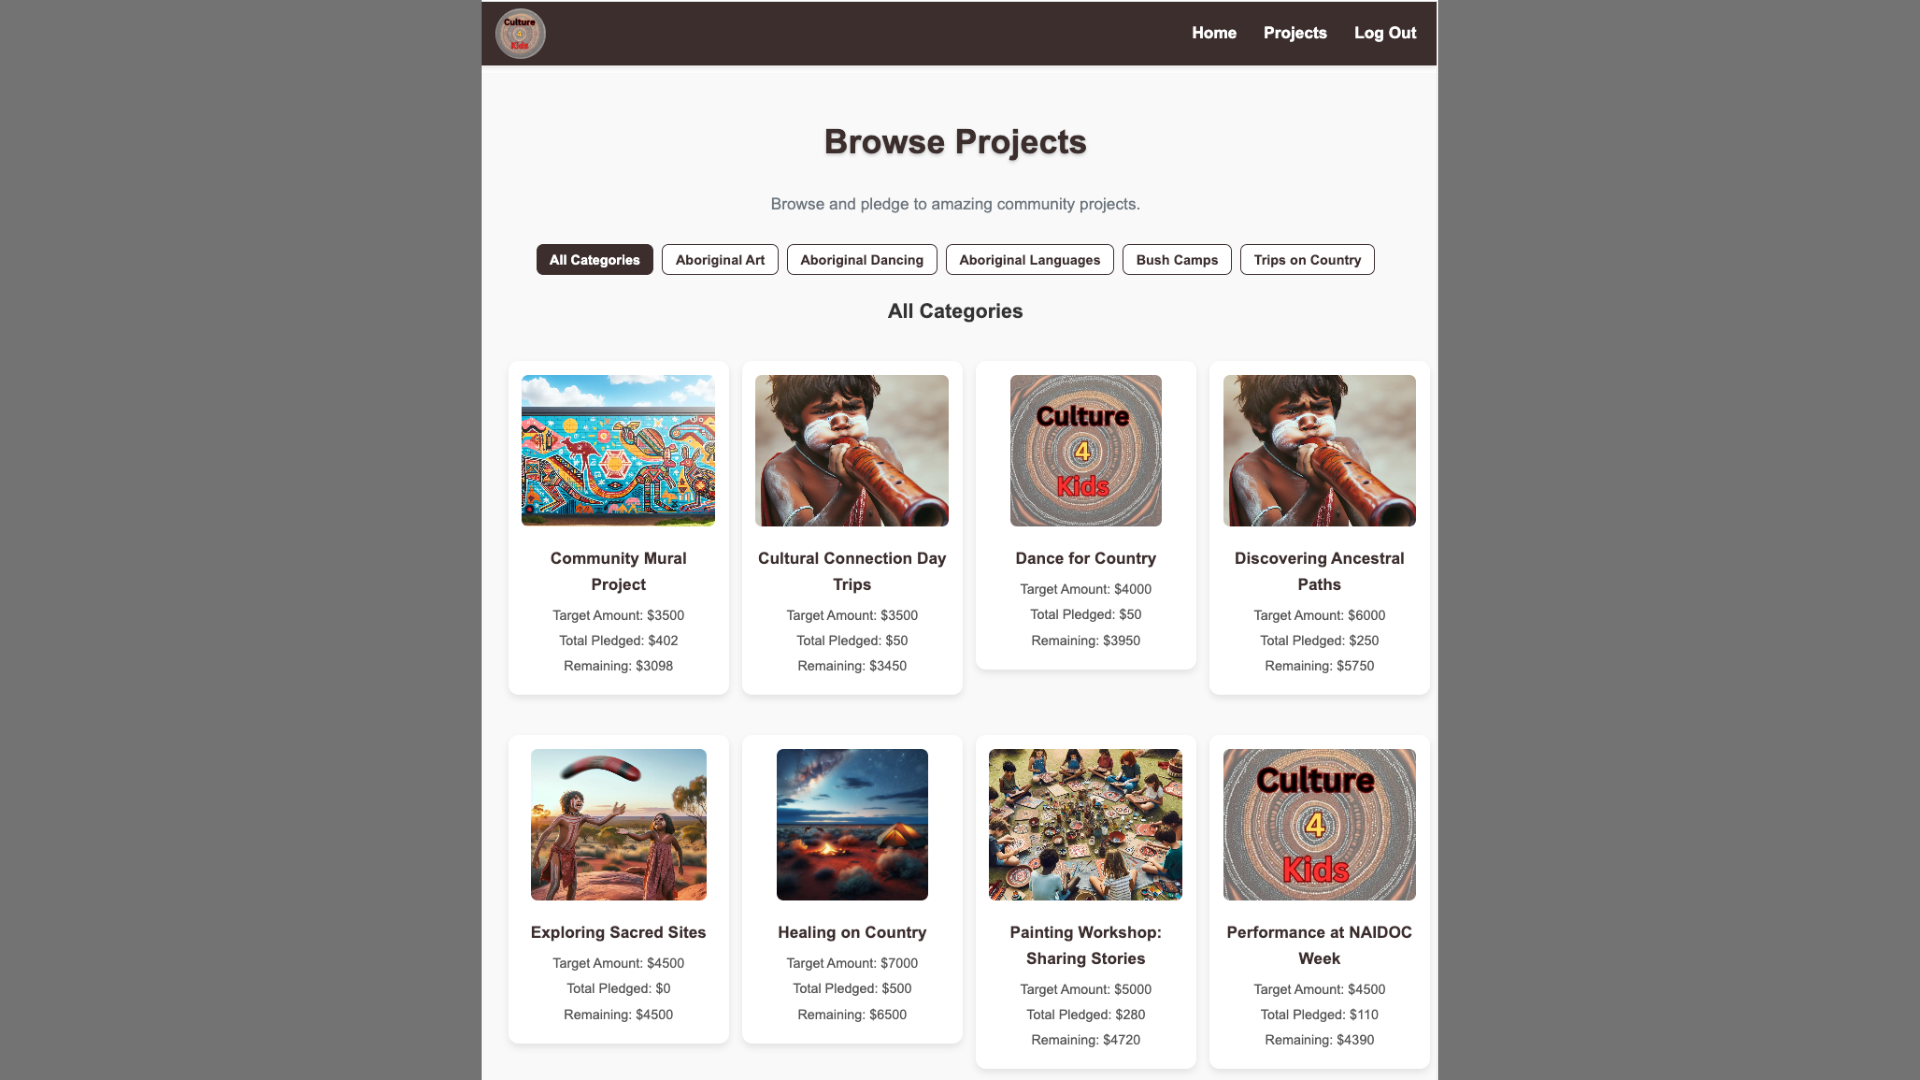 Culture
4
Kids
Home
Projects
Log Out
Browse Projects
Browse and pledge to amazing community projects.
All Categories
Aboriginal Art
Aboriginal Dancing
Aboriginal Languages
Bush Camps
Trips on Country
All Categories
Community Mural
Project
Target Amount: $3500
Total Pledged: $402
Remaining: $3098
Cultural Connection Day
Trips
Target Amount: $3500
Total Pledged: $50
Remaining: $3450
Culture
4
Kids
Dance for Country
Target Amount: $4000
Total Pledged: $50
Remaining: $3950
Discovering Ancestral
Paths
Target Amount: $6000
Total Pledged: $250
Remaining: $5750
Exploring Sacred Sites
Target Amount: $4500
Total Pledged: $0
Remaining: $4500
Healing on Country
Target Amount: $7000
Total Pledged: $500
Remaining: $6500
Painting Workshop:
Sharing Stories
Target Amount: $5000
Total Pledged: $280
Remaining: $4720
Culture
4
Kids
Performance at NAIDOC
Week
Target Amount: $4500
Total Pledged: $110
Remaining: $4390